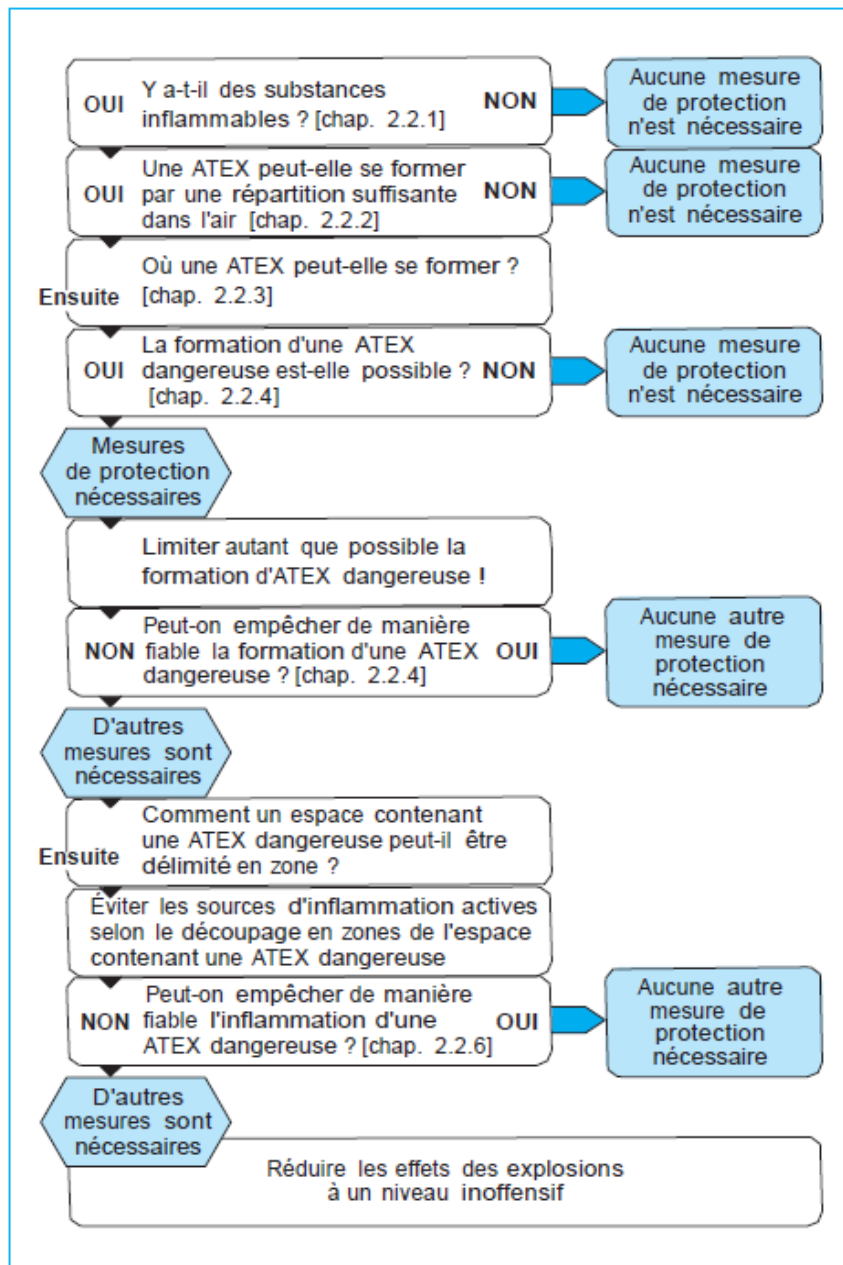 OUI
Y a-t-il des substances
inflammables ? [chap. 2.2.1]
NON
Aucune mesure
de protection
n'est nécessaire
OUI
Une ATEX peut-elle se former
par une répartition suffisante
dans l'air [chap. 2.2.2]
NON
Aucune mesure
de protection
n'est nécessaire
Ensuite
Où une ATEX peut-elle se former ?
[chap. 2.2.3]
OUI
La formation d'une ATEX
dangereuse est-elle possible ?
[chap. 2.2.4]
NON
Aucune mesure
de protection
n'est nécessaire
Mesures
de protection
nécessaires
Limiter autant que possible la
formation d'ATEX dangereuse !
NON
Peut-on empêcher de manière
fiable la formation d'une ATEX
dangereuse ? [chap. 2.2.4]
OUI
Aucune autre
mesure de
protection
nécessaire
D'autres
mesures sont
nécessaires
Ensuite
Comment un espace contenant
une ATEX dangereuse peut-il être
délimité en zone ?
Éviter les sources d'inflammation actives
selon le découpage en zones de l'espace
contenant une ATEX dangereuse
NON
Peut-on empêcher de manière
fiable l'inflammation d'une
ATEX dangereuse ? [chap. 2.2.6]
OUI
Aucune autre
mesure de
protection
nécessaire
D'autres
mesures sont
nécessaires
Réduire les effets des explosions
à un niveau inoffensif